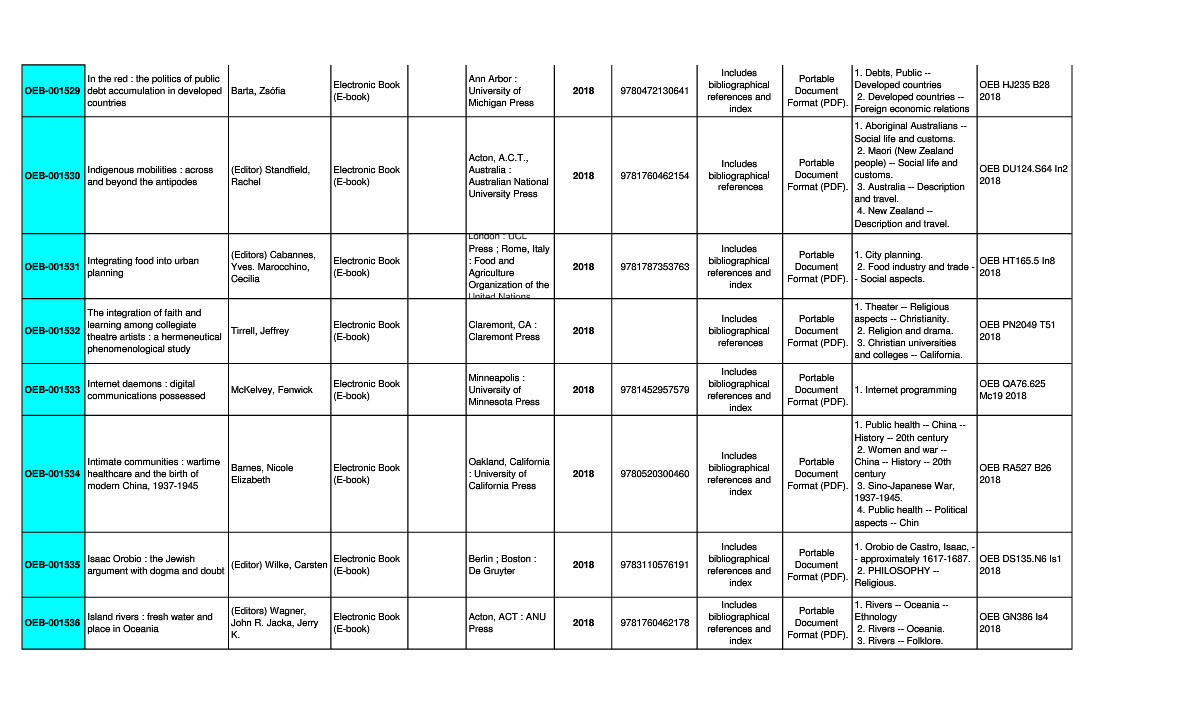 OEB-001529
In the red : the politics of public
debt accumulation in developed
countries
Barta, Zsófia
Electronic Book
(E-book)
Ann Arbor :
University of
Michigan Press
2018
9780472130641
Includes
bibliographical
references and
index
Portable
Document
Format (PDF).
1. Debts, Public --
Developed countries
2. Developed countries --
Foreign economic relations
OEB HJ235 B28
2018
OEB-001530
Indigenous mobilities : across
and beyond the antipodes
(Editor) Standfield,
Rachel
Electronic Book
(E-book)
Acton, A.C.T.,
Australia :
Australian National
University Press
2018
9781760462154
Includes
bibliographical
references
Portable
Document
Format (PDF).
1. Aboriginal Australians --
Social life and customs.
2. Maori (New Zealand
people) -- Social life and
customs.
3. Australia -- Description
and travel.
4. New Zealand --
Description and travel.
OEB DU124.S64 In2
2018
OEB-001531
Integrating food into urban
planning
(Editors) Cabannes,
Yves. Marocchino,
Cecilia
Electronic Book
(E-book)
London : UCL
Press ; Rome, Italy
: Food and
Agriculture
Organization of the
United Nations
2018
9781787353763
Includes
bibliographical
references and
index
Portable
Document
Format (PDF).
1. City planning.
2. Food industry and trade -
- Social aspects.
OEB HT165.5 In8
2018
OEB-001532
The integration of faith and
learning among collegiate
theatre artists : a hermeneutical
phenomenological study
Tirrell, Jeffrey
Electronic Book
(E-book)
Claremont, CA :
Claremont Press
2018
Includes
bibliographical
references
Portable
Document
Format (PDF).
1. Theater -- Religious
aspects -- Christianity.
2. Religion and drama.
3. Christian universities
and colleges -- California.
OEB PN2049 T51
2018
OEB-001533
Internet daemons : digital
communications possessed
McKelvey, Fenwick
Electronic Book
(E-book)
Minneapolis :
University of
Minnesota Press
2018
9781452957579
Includes
bibliographical
references and
index
Portable
Document
Format (PDF).
1. Internet programming
OEB QA76.625
Mc19 2018
OEB-001534
Intimate communities : wartime
healthcare and the birth of
modern China, 1937-1945
Barnes, Nicole
Elizabeth
Electronic Book
(E-book)
Oakland, California
: University of
California Press
2018
9780520300460
Includes
bibliographical
references and
index
Portable
Document
Format (PDF).
1. Public health -- China --
History -- 20th century
2. Women and war --
China -- History -- 20th
century
3. Sino-Japanese War,
1937-1945.
4. Public health -- Political
aspects -- Chin
OEB RA527 B26
2018
OEB-001535
Isaac Orobio : the Jewish
argument with dogma and doubt
(Editor) Wilke, Carsten
Electronic Book
(E-book)
Berlin ; Boston :
De Gruyter
2018
9783110576191
Includes
bibliographical
references and
index
Portable
Document
Format (PDF).
1. Orobio de Castro, Isaac, -
- approximately 1617-1687.
2. PHILOSOPHY --
Religious.
OEB DS135.N6 Is1
2018
OEB-001536
Island rivers : fresh water and
place in Oceania
(Editors) Wagner,
John R. Jacka, Jerry
K.
Electronic Book
(E-book)
Acton, ACT : ANU
Press
2018
9781760462178
Includes
bibliographical
references and
index
Portable
Document
Format (PDF).
1. Rivers -- Oceania --
Ethnology
2. Rivers -- Oceania.
3. Rivers -- Folklore.
OEB GN386 Is4
2018